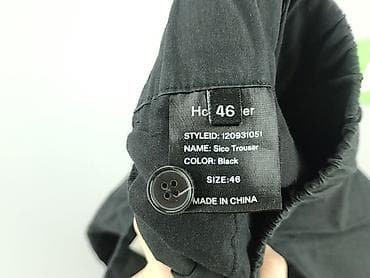 46
STYLEID: 120931051
NAME: Sico Trouser
COLOR: Black
SIZE: 46
MADE IN CHINA